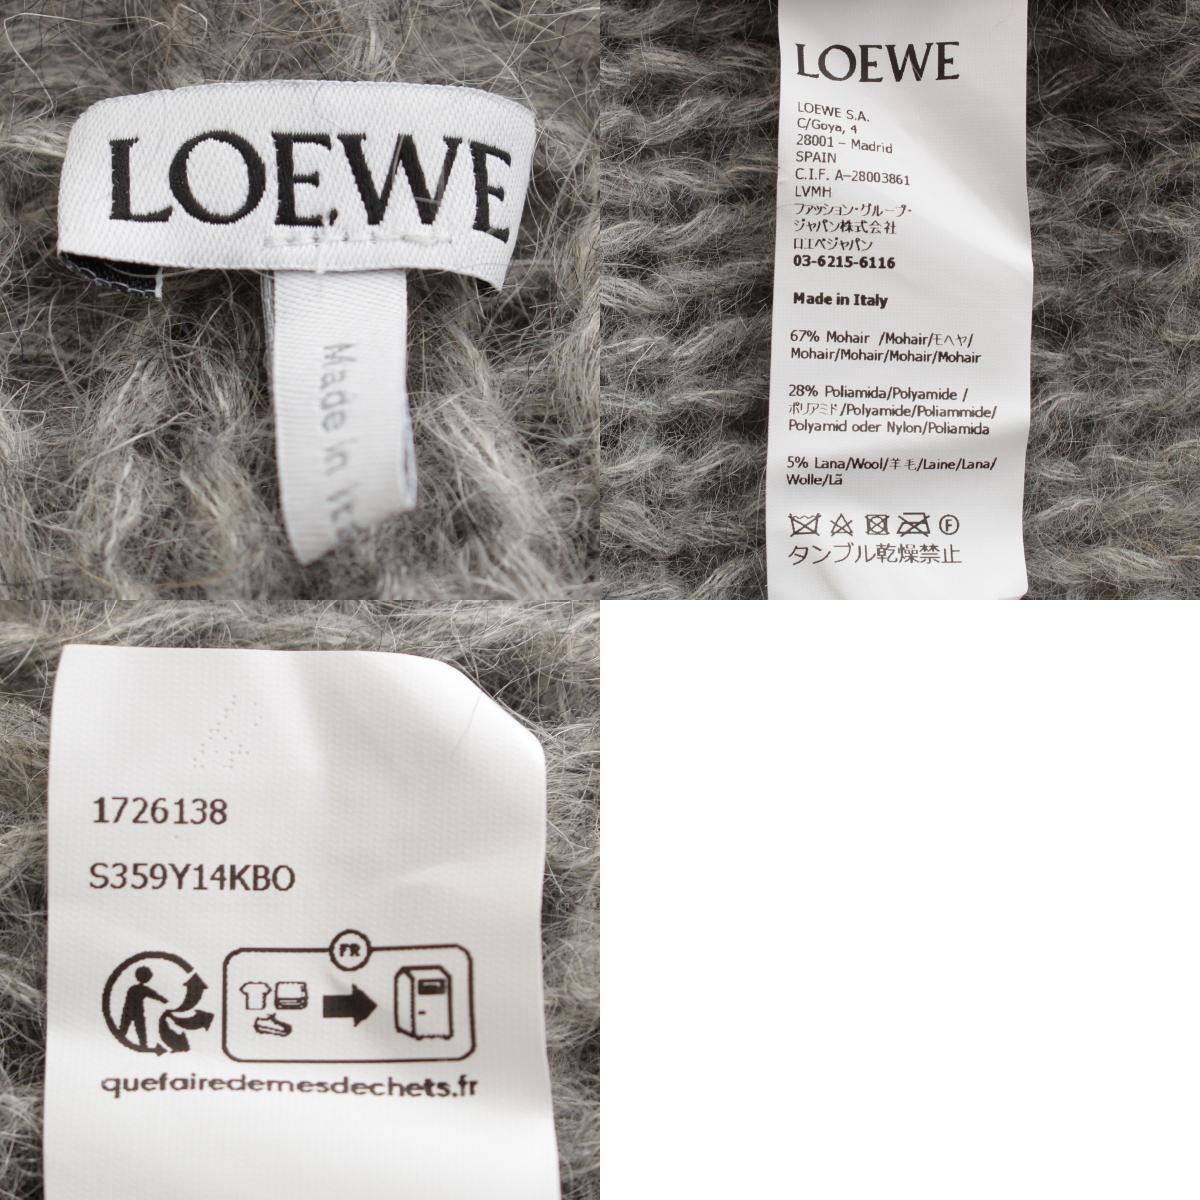 LOEWE
Made in
LOEWE
LOEWE S.A.
C/Goya, 4
28001 - Madrid
SPAIN
C.I.F. A-28003861
LVMH
ファッション・グループ・
ジャパン株式会社
ロエベジャパン
03-6215-6116
Made in Italy
67% Mohair /Mohair/モヘヤ/
Mohair/Mohair/Mohair/Mohair
28% Poliamida/Polyamide /
ポリアミド/Polyamide/Poliammide/
Polyamid oder Nylon/Poliamida
5% Lana/Wool/羊毛/Laine/Lana/
Wolle/Lã
F
タンブル乾燥禁止
1726138
S359Y14KBO
FR
quefairedemesdechets.fr